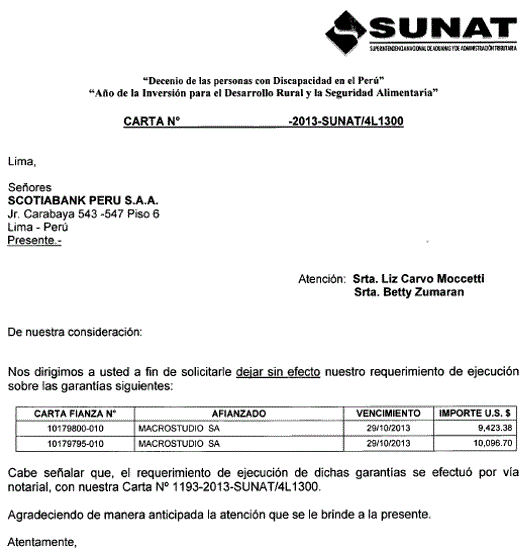 SUNAT
SUPERINTENDENCIA NACIONAL DE ADUANAS Y DE ADMINISTRACIÓN TRIBUTARIA
“Decenio de las personas con Discapacidad en el Perú”
“Año de la Inversión para el Desarrollo Rural y la Seguridad Alimentaria”
CARTA N° -2013-SUNAT/4L1300
Lima,
Señores
SCOTIABANK PERU S.A.A.
Jr. Carabaya 543 -547 Piso 6
Lima - Perú
Presente.-
Atención: Srta. Liz Carvo Moccetti
Srta. Betty Zumaran
De nuestra consideración:
Nos dirigimos a usted a fin de solicitarle dejar sin efecto nuestro requerimiento de ejecución
sobre las garantías siguientes:
CARTA FIANZA N° AFIANZADO VENCIMIENTO IMPORTE U.S. $
10179800-010 MACROSTUDIO SA 29/10/2013 9,423.38
10179795-010 MACROSTUDIO SA 29/10/2013 10,096.70
Cabe señalar que, el requerimiento de ejecución de dichas garantías se efectuó por vía
notarial, con nuestra Carta Nº 1193-2013-SUNAT/4L1300.
Agradeciendo de manera anticipada la atención que se le brinde a la presente.
Atentamente,